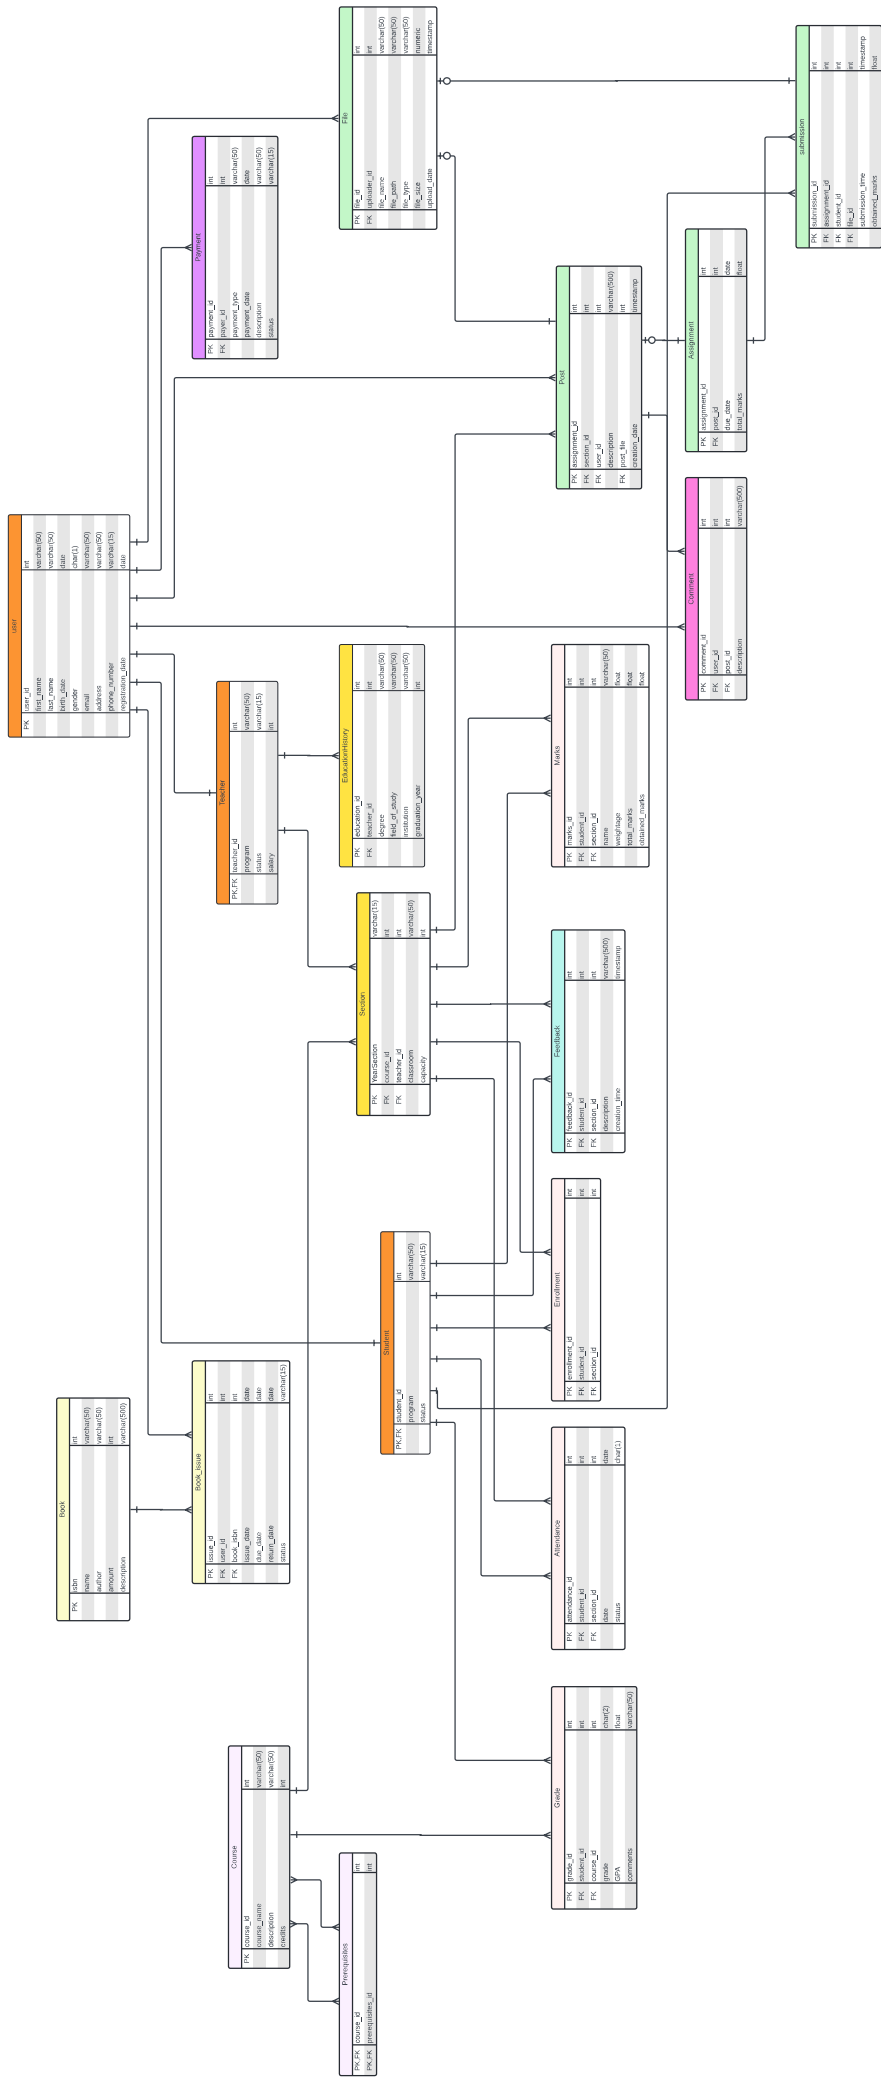 user
PK user_id int
first_name varchar(50)
last_name varchar(50)
birth_date date
gender char(1)
email varchar(50)
address varchar(50)
phone_number varchar(15)
registration_date date
Book
PK isbn int
name varchar(50)
author varchar(50)
amount int
description varchar(500)
Payment
PK payment_id int
FK payer_id int
payment_type varchar(50)
payment_date date
description varchar(50)
status varchar(15)
Book_issue
PK issue_id int
FK user_id int
FK book_isbn int
issue_date date
due_date date
return_date date
status varchar(15)
Teacher
PK,FK teacher_id int
program varchar(50)
status varchar(15)
salary int
Course
PK course_id int
course_name varchar(50)
description varchar(50)
credits int
File
PK file_id int
FK uploader_id int
file_name varchar(50)
file_path varchar(50)
file_type varchar(50)
file_size numeric
upload_date timestamp
EducationHistory
PK education_id int
FK teacher_id int
degree varchar(50)
field_of_study varchar(50)
institution varchar(50)
graduation_year int
Prerequisites
PK,FK course_id int
PK,FK prerequisites_id int
Section
PK YearSection varchar(15)
FK course_id int
FK teacher_id int
classroom varchar(50)
capacity int
Student
PK,FK student_id int
program varchar(50)
status varchar(15)
Post
PK assignment_id int
FK section_id int
FK user_id int
description varchar(500)
FK post_file int
creation_date timestamp
Marks
PK marks_id int
FK student_id int
FK section_id int
name varchar(50)
weightage float
total_marks float
obtained_marks float
Feedback
PK feedback_id int
FK student_id int
FK section_id int
description varchar(500)
creation_time timestamp
Enrollment
PK enrollment_id int
FK student_id int
FK section_id int
Attendance
PK attendance_id int
FK student_id int
FK section_id int
date date
status char(1)
Grade
PK grade_id int
FK student_id int
FK course_id int
grade char(2)
GPA float
comments varchar(50)
Assignment
PK assignment_id int
FK post_id int
due_date date
total_marks float
Comment
PK comment_id int
FK user_id int
FK post_id int
description varchar(500)
submission
PK submission_id int
FK assignment_id int
FK student_id int
FK file_id int
submission_time timestamp
obtained_marks float